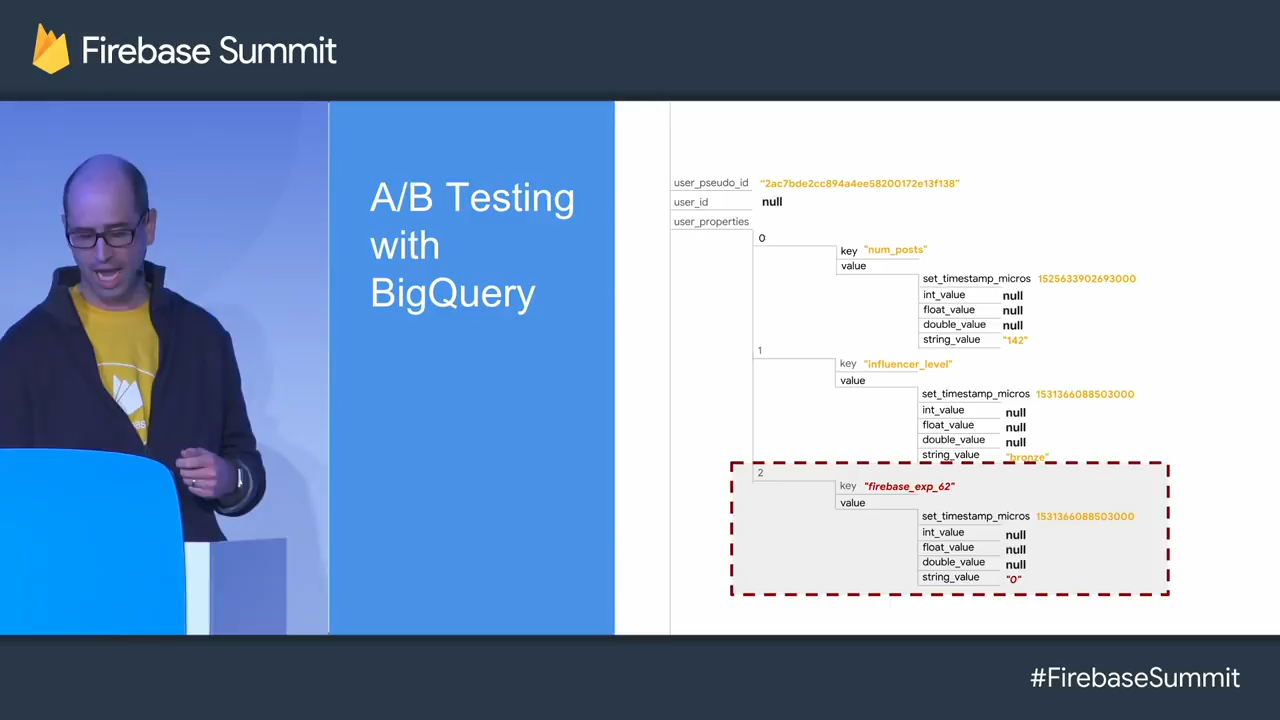 Firebase Summit
A/B Testing
with
BigQuery
user_pseudo_id "2ac7bde2cc894a4ee58200172e13f138"
user_id null
user_properties
0
key "num_posts"
value
set_timestamp_micros 1525633902693000
int_value null
float_value null
double_value null
string_value "142"
1
key "influencer_level"
value
set_timestamp_micros 1531366088503000
int_value null
float_value null
double_value null
string_value "bronze"
2
key "firebase_exp_62"
value
set_timestamp_micros 1531366088503000
int_value null
float_value null
double_value null
string_value "0"
#FirebaseSummit